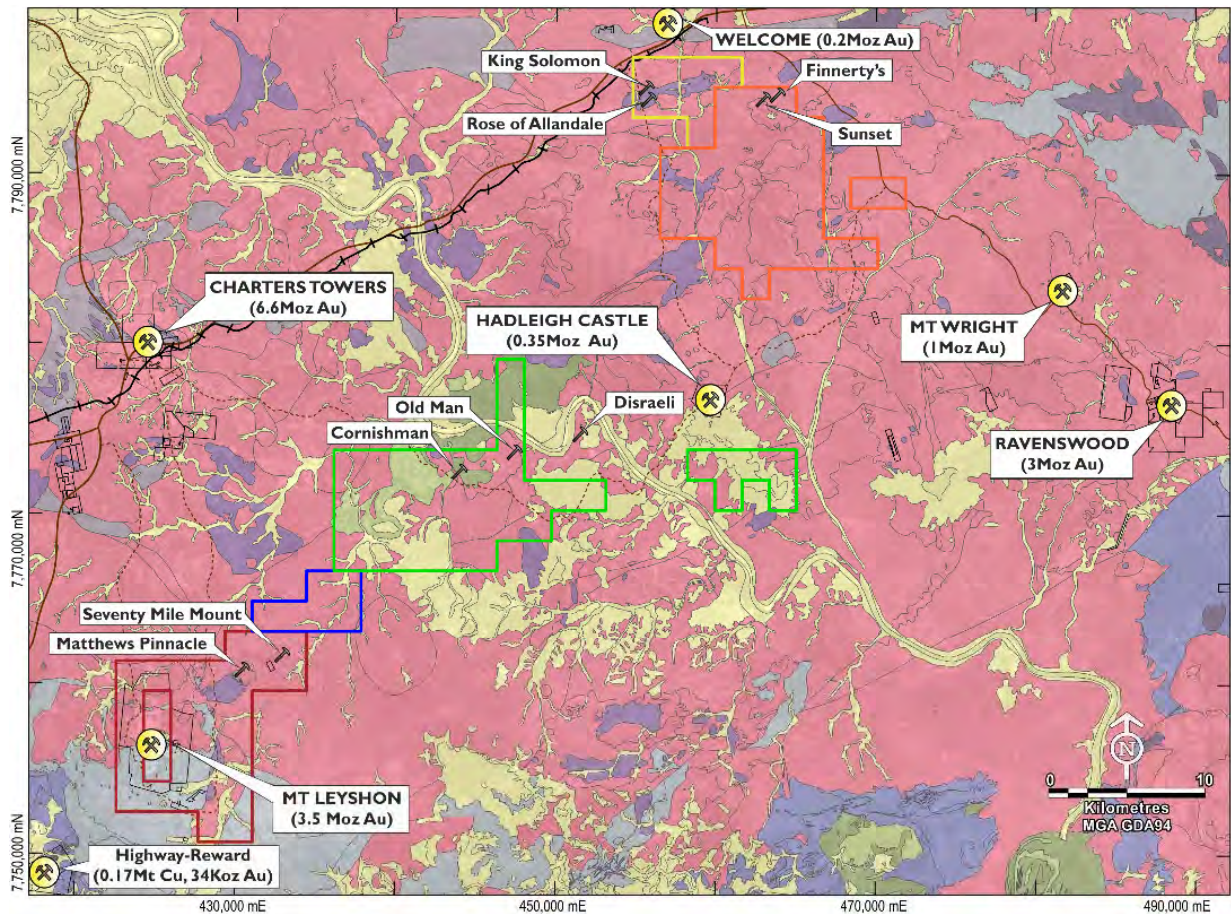 WELCOME (0.2Moz Au)
King Solomon
Finnerty's
Rose of Allandale
Sunset
7,790,000 mN
CHARTERS TOWERS
(6.6Moz Au)
HADLEIGH CASTLE
(0.35Moz Au)
MT WRIGHT
(1Moz Au)
Old Man
Disraeli
Cornishman
RAVENSWOOD
(3Moz Au)
7,770,000 mN
Seventy Mile Mount
Matthews Pinnacle
N
MT LEYSHON
(3.5 Moz Au)
0 10
Kilometres
MGA GDA94
Highway-Reward
(0.17Mt Cu, 34Koz Au)
7,750,000 mN
430,000 mE
450,000 mE
470,000 mE
490,000 mE